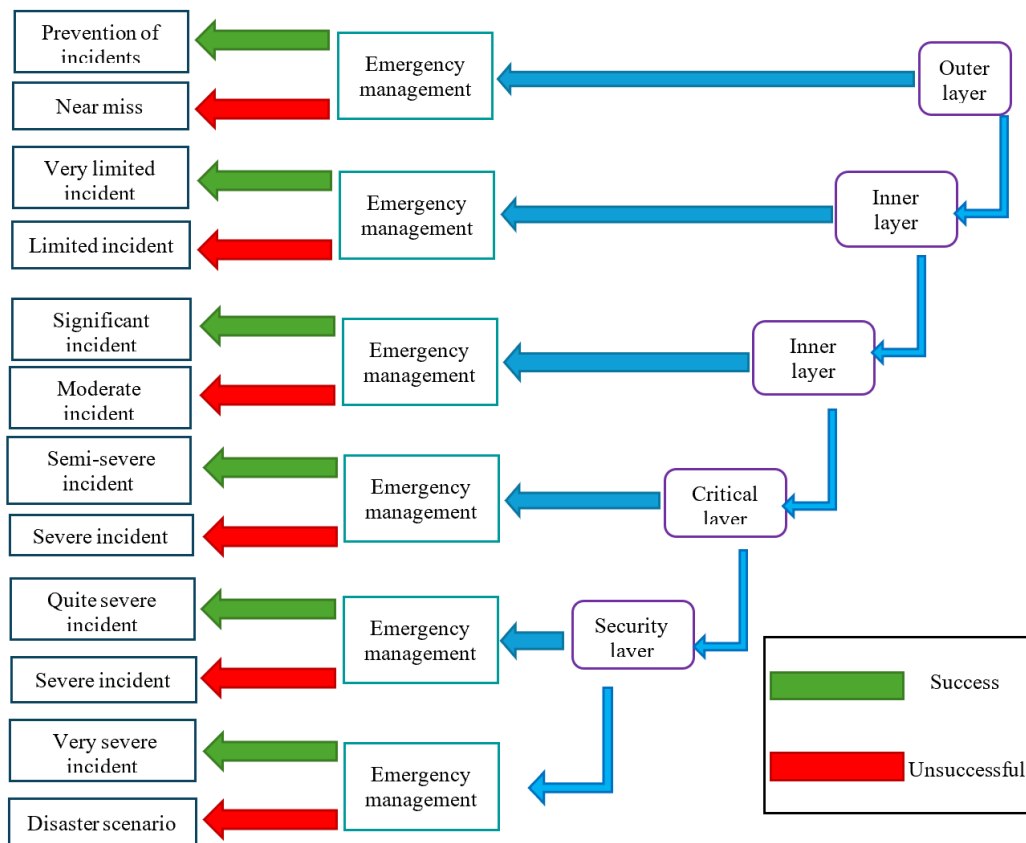 Prevention of
incidents
Near miss
Emergency
management
Outer
layer
Very limited
incident
Limited incident
Emergency
management
Inner
layer
Significant
incident
Moderate
incident
Emergency
management
Inner
layer
Semi-severe
incident
Severe incident
Emergency
management
Critical
layer
Quite severe
incident
Severe incident
Emergency
management
Security
layer
Very severe
incident
Disaster scenario
Emergency
management
Success
Unsuccessful